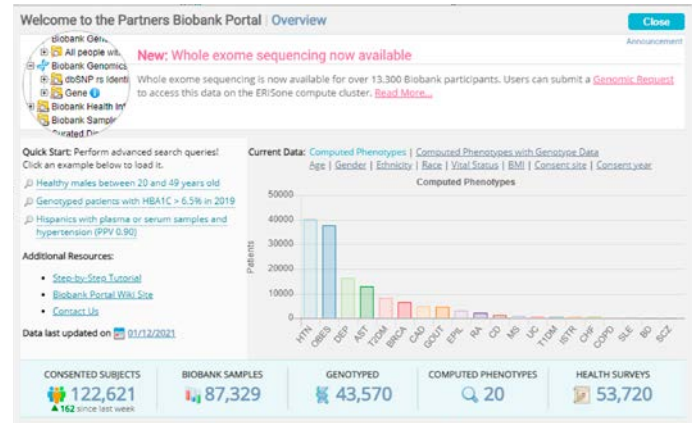 Welcome to the Partners Biobank Portal | Overview
Close
Announcement
Biobank Gen
All people wit
Biobank Genomics
dbSNP rs identi
Gene
Biobank Health Inf
Biobank Sample
Curated Dis
New: Whole exome sequencing now available
Whole exome sequencing is now available for over 13.300 Biobank participants. Users can submit a Genomic Request
to access this data on the ERISone compute cluster. Read More...
Quick Start: Perform advanced search queries!
Click an example below to load it.
Healthy males between 20 and 49 years old
Genotyped patients with HBA1C > 6.5% in 2019
Hispanics with plasma or serum samples and
hypertension (PPV 0.90)
Additional Resources:
Step-by-Step Tutorial
Biobank Portal Wiki Site
Contact Us
Data last updated on 01/12/2021
Current Data: Computed Phenotypes | Computed Phenotypes with Genotype Data
Age | Gender | Ethnicity | Race | Vital Status | BMI | Consent site | Consent year
Computed Phenotypes
Patients
50000
40000
30000
20000
10000
0
HTN OBES DEP AST T2DM BRCA CAD GOUT EPIL RA CD MS UC T1DM ISTR CHF COPD SLE BD SCZ
CONSENTED SUBJECTS
122,621
162 since last week
BIOBANK SAMPLES
87,329
GENOTYPED
43,570
COMPUTED PHENOTYPES
20
HEALTH SURVEYS
53,720